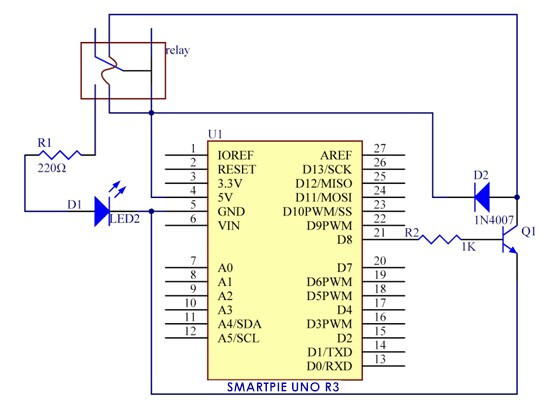 relay
R1
220Ω
D1
LED2
U1
1 IOREF AREF 27
2 RESET D13/SCK 26
3 3.3V D12/MISO 25
4 5V D11/MOSI 24
5 GND D10PWM/SS 23
6 VIN D9PWM 22
D8 21
7 A0 D7 20
8 A1 D6PWM 19
9 A2 D5PWM 18
10 A3 D4 17
11 A4/SDA D3PWM 16
12 A5/SCL D2 15
D1/TXD 14
D0/RXD 13
SMARTPIE UNO R3
D2
1N4007
R2
1K
Q1